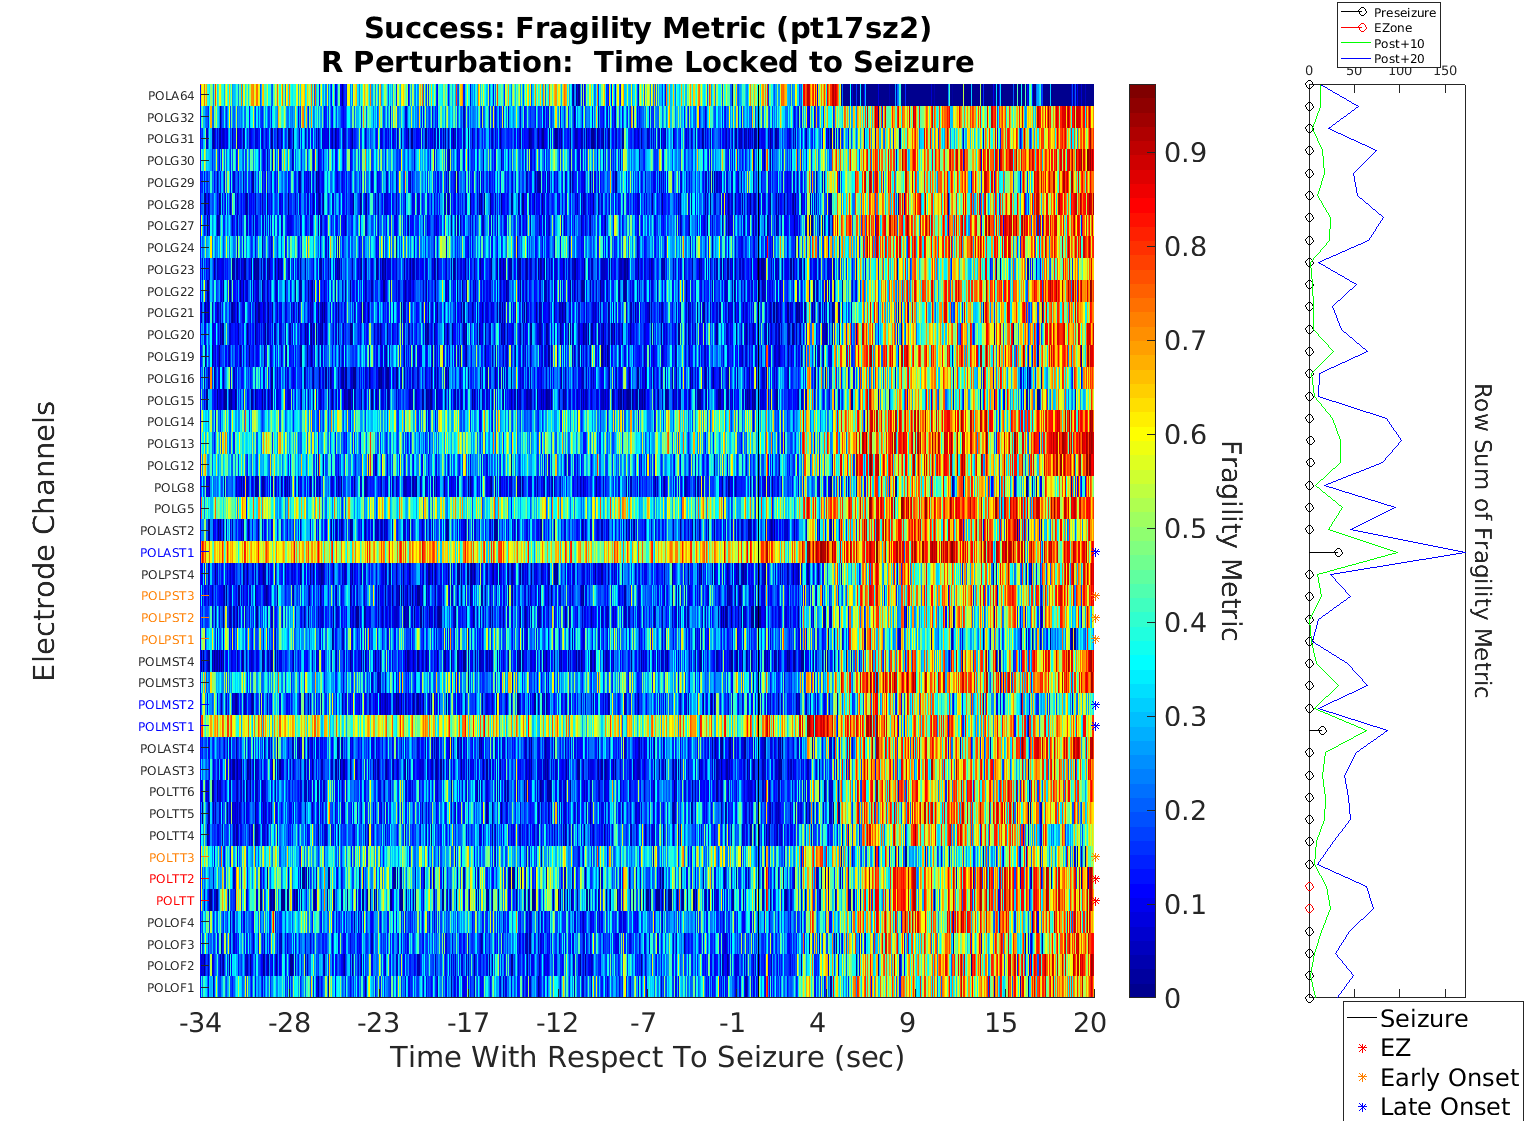 Success: Fragility Metric (pt17sz2)
R Perturbation: Time Locked to Seizure
Preseizure
EZone
Post+10
Post+20
0 50 100 150
POLA64
POLG32
POLG31
POLG30
POLG29
POLG28
POLG27
POLG24
POLG23
POLG22
POLG21
POLG20
POLG19
POLG16
POLG15
POLG14
POLG13
POLG12
POLG8
POLG5
POLAST2
POLAST1
POLPST4
POLPST3
POLPST2
POLPST1
POLMST4
POLMST3
POLMST2
POLMST1
POLAST4
POLAST3
POLTT6
POLTT5
POLTT4
POLTT3
POLTT2
POLTT
POLOF4
POLOF3
POLOF2
POLOF1
Electrode Channels
-34 -28 -23 -17 -12 -7 -1 4 9 15 20
Time With Respect To Seizure (sec)
0.9
0.8
0.7
0.6
0.5
0.4
0.3
0.2
0.1
0
Fragility Metric
Row Sum of Fragility Metric
Seizure
EZ
Early Onset
Late Onset